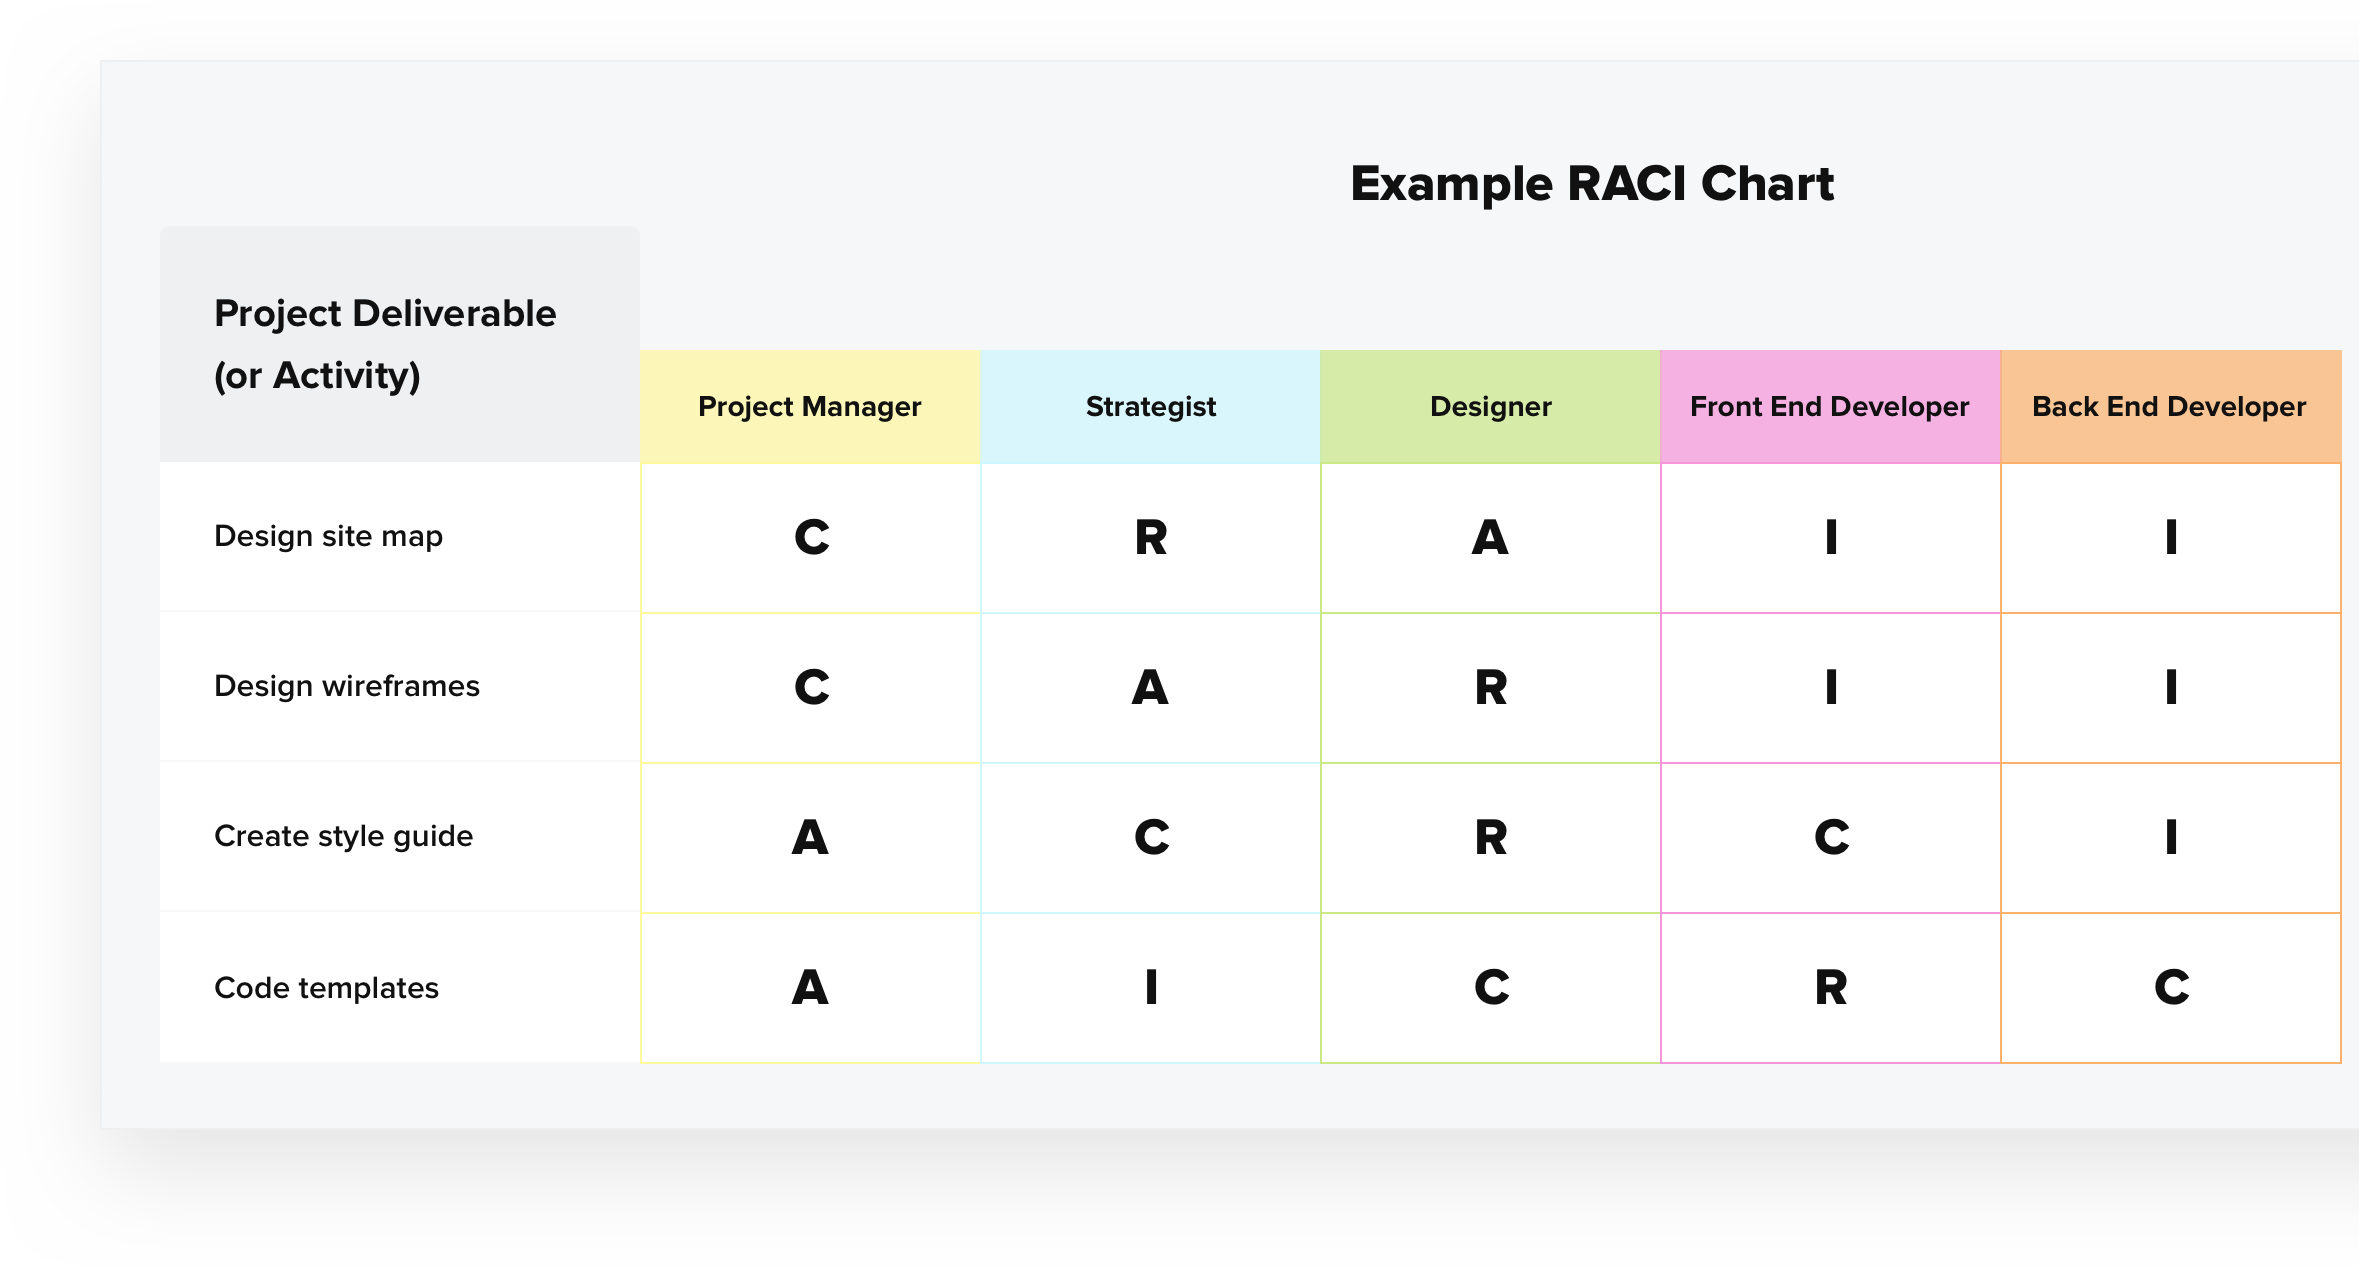 Example RACI Chart
Project Deliverable
(or Activity)
Project Manager Strategist Designer Front End Developer Back End Developer
Design site map C R A I I
Design wireframes C A R I I
Create style guide A C R C I
Code templates A I C R C